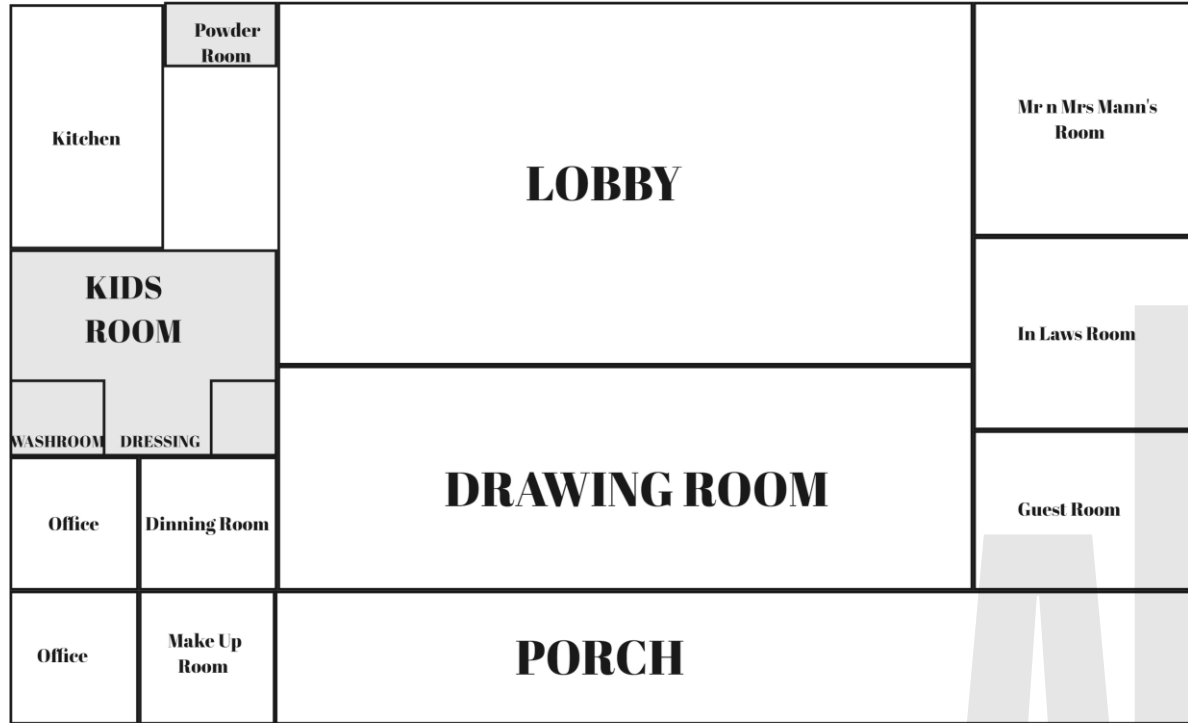 Powder
Room
Kitchen
LOBBY
Mr n Mrs Mann's
Room
KIDS
ROOM
In Laws Room
WASHROOM
DRESSING
DRAWING ROOM
Office
Dinning Room
Guest Room
Office
Make Up
Room
PORCH